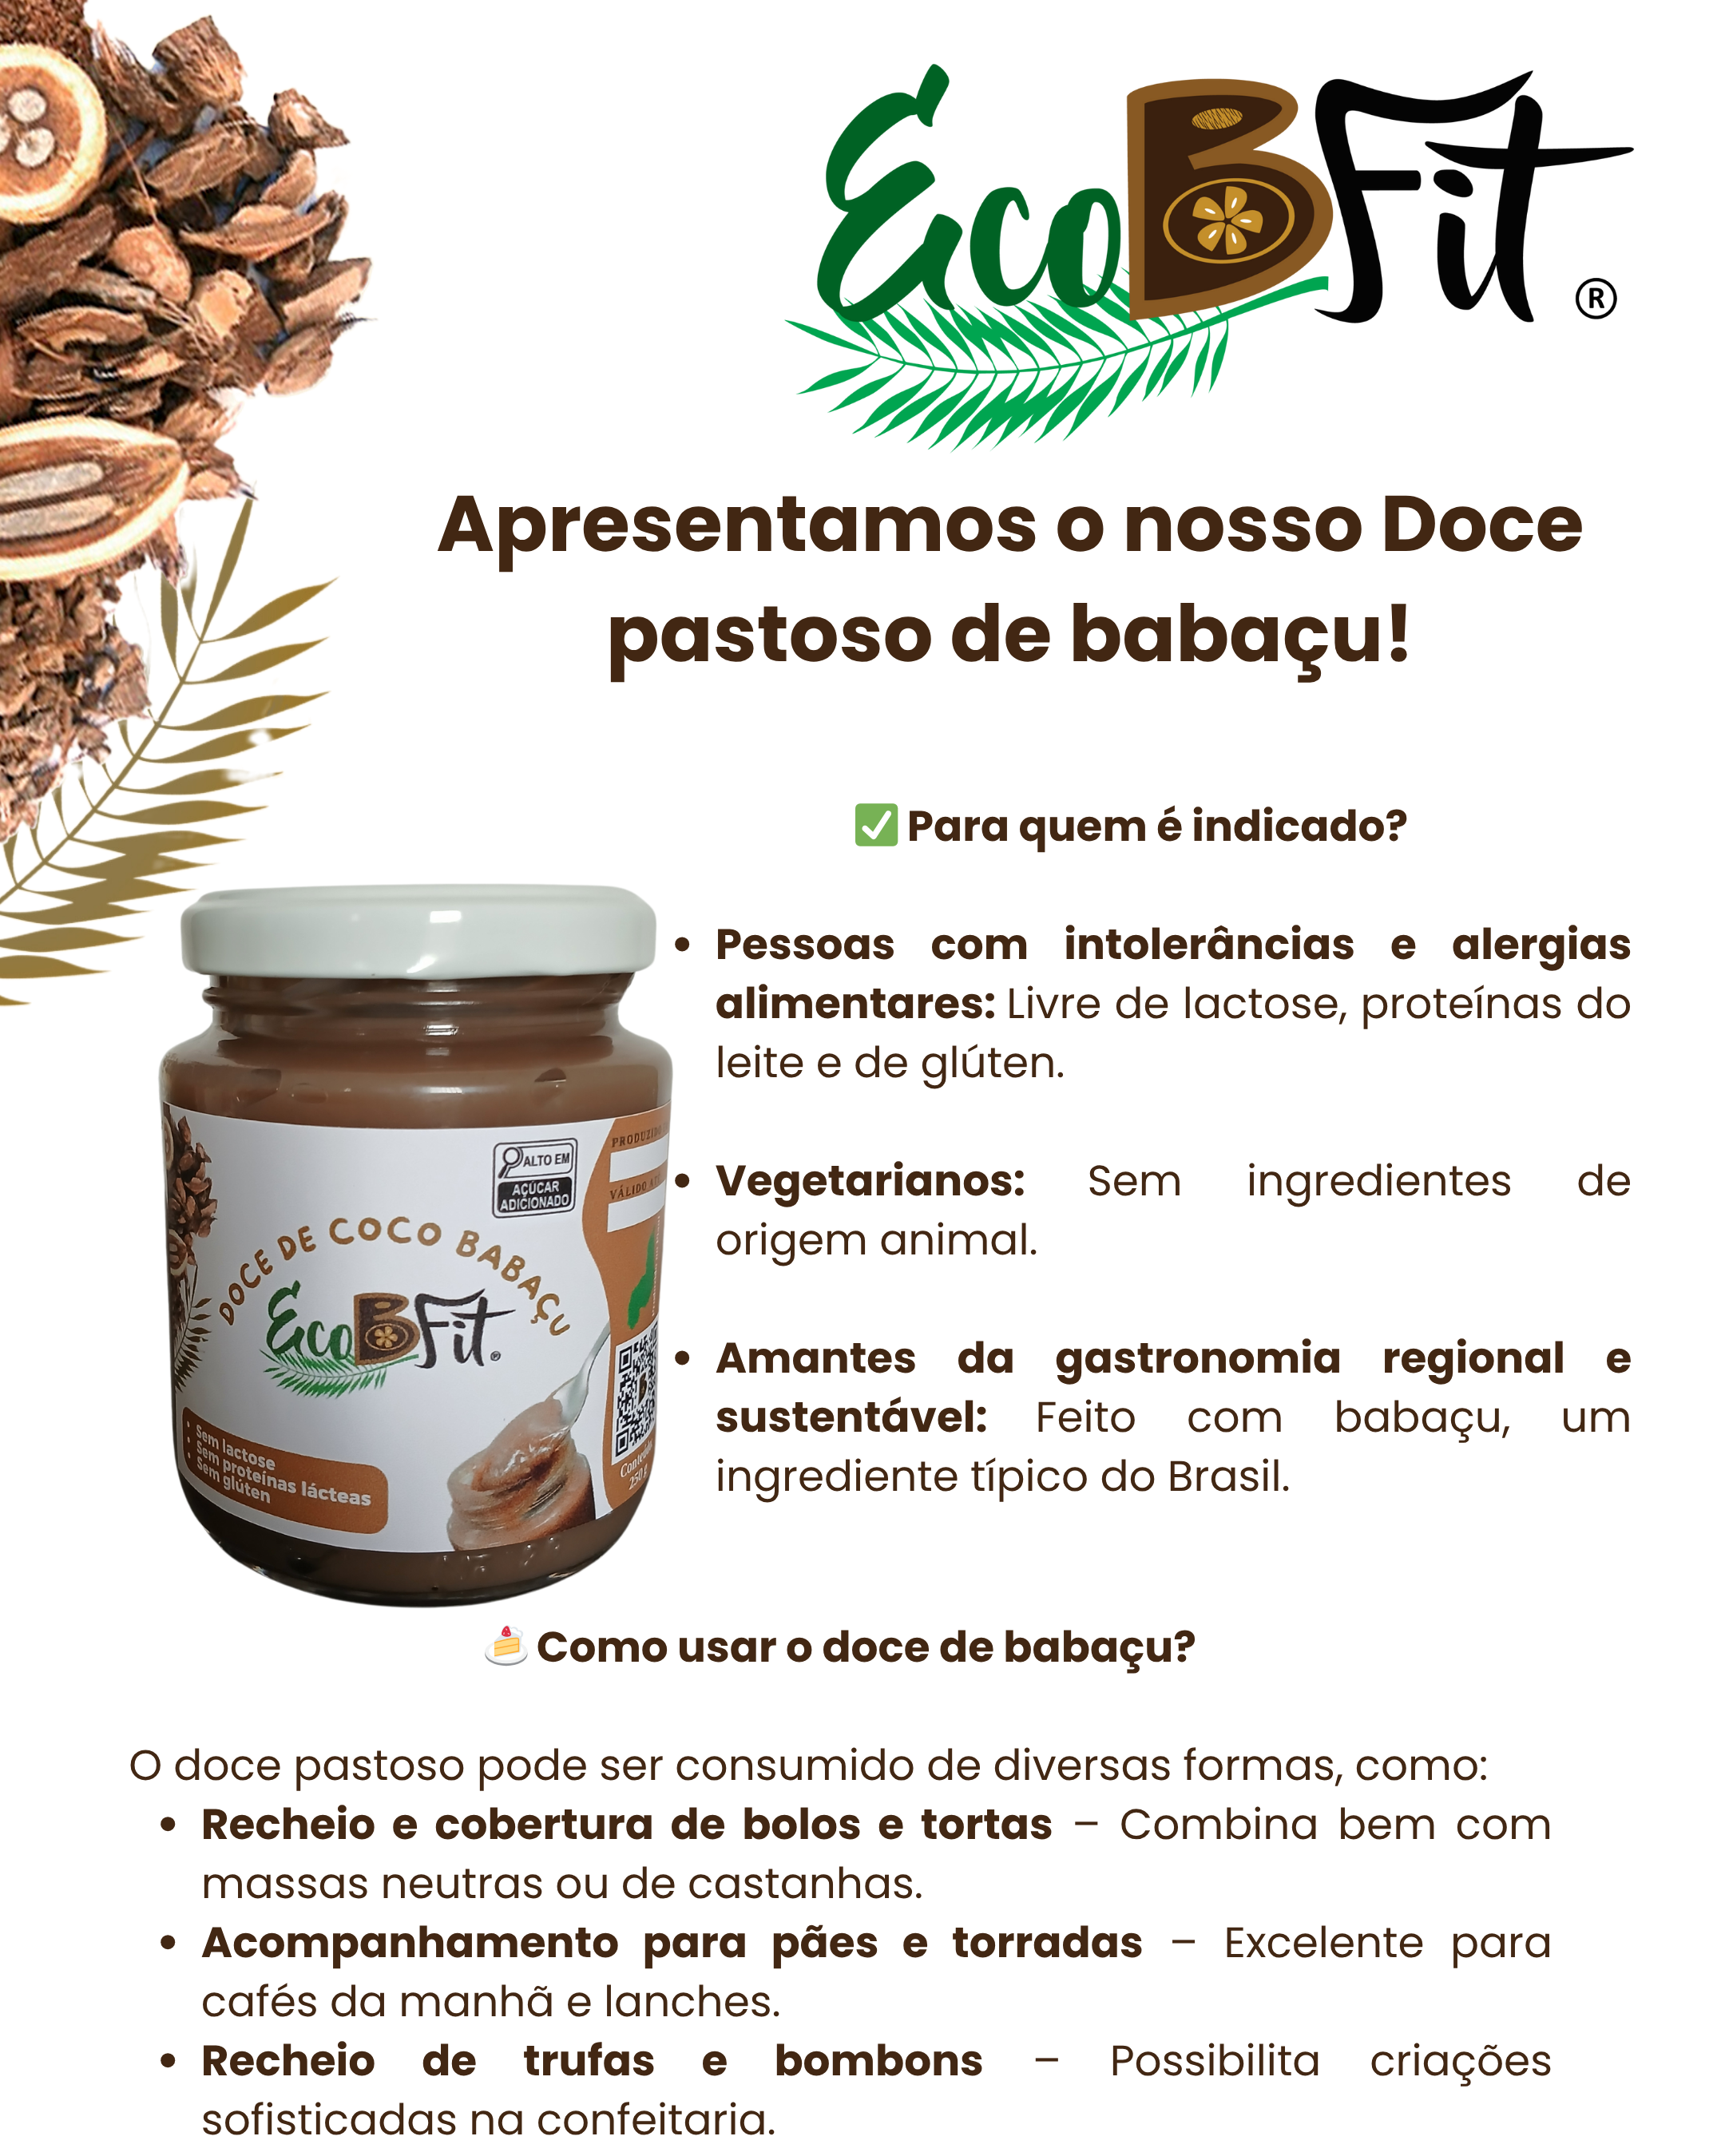 EcoBFit ®
Apresentamos o nosso Doce
pastoso de babaçu!
✅ Para quem é indicado?
• Pessoas com intolerâncias e alergias
alimentares: Livre de lactose, proteínas do
leite e de glúten.
• Vegetarianos: Sem ingredientes de
origem animal.
• Amantes da gastronomia regional e
sustentável: Feito com babaçu, um
ingrediente típico do Brasil.
ALTO EM
AÇÚCAR
ADICIONADO
PRODUZIDO
VÁLIDO ATÉ
DOCE DE COCO BABAÇU
EcoBFit ®
• Sem lactose
• Sem proteínas lácteas
• Sem glúten
Conteúdo
250 g
🍰 Como usar o doce de babaçu?
O doce pastoso pode ser consumido de diversas formas, como:
• Recheio e cobertura de bolos e tortas – Combina bem com
massas neutras ou de castanhas.
• Acompanhamento para pães e torradas – Excelente para
cafés da manhã e lanches.
• Recheio de trufas e bombons – Possibilita criações
sofisticadas na confeitaria.